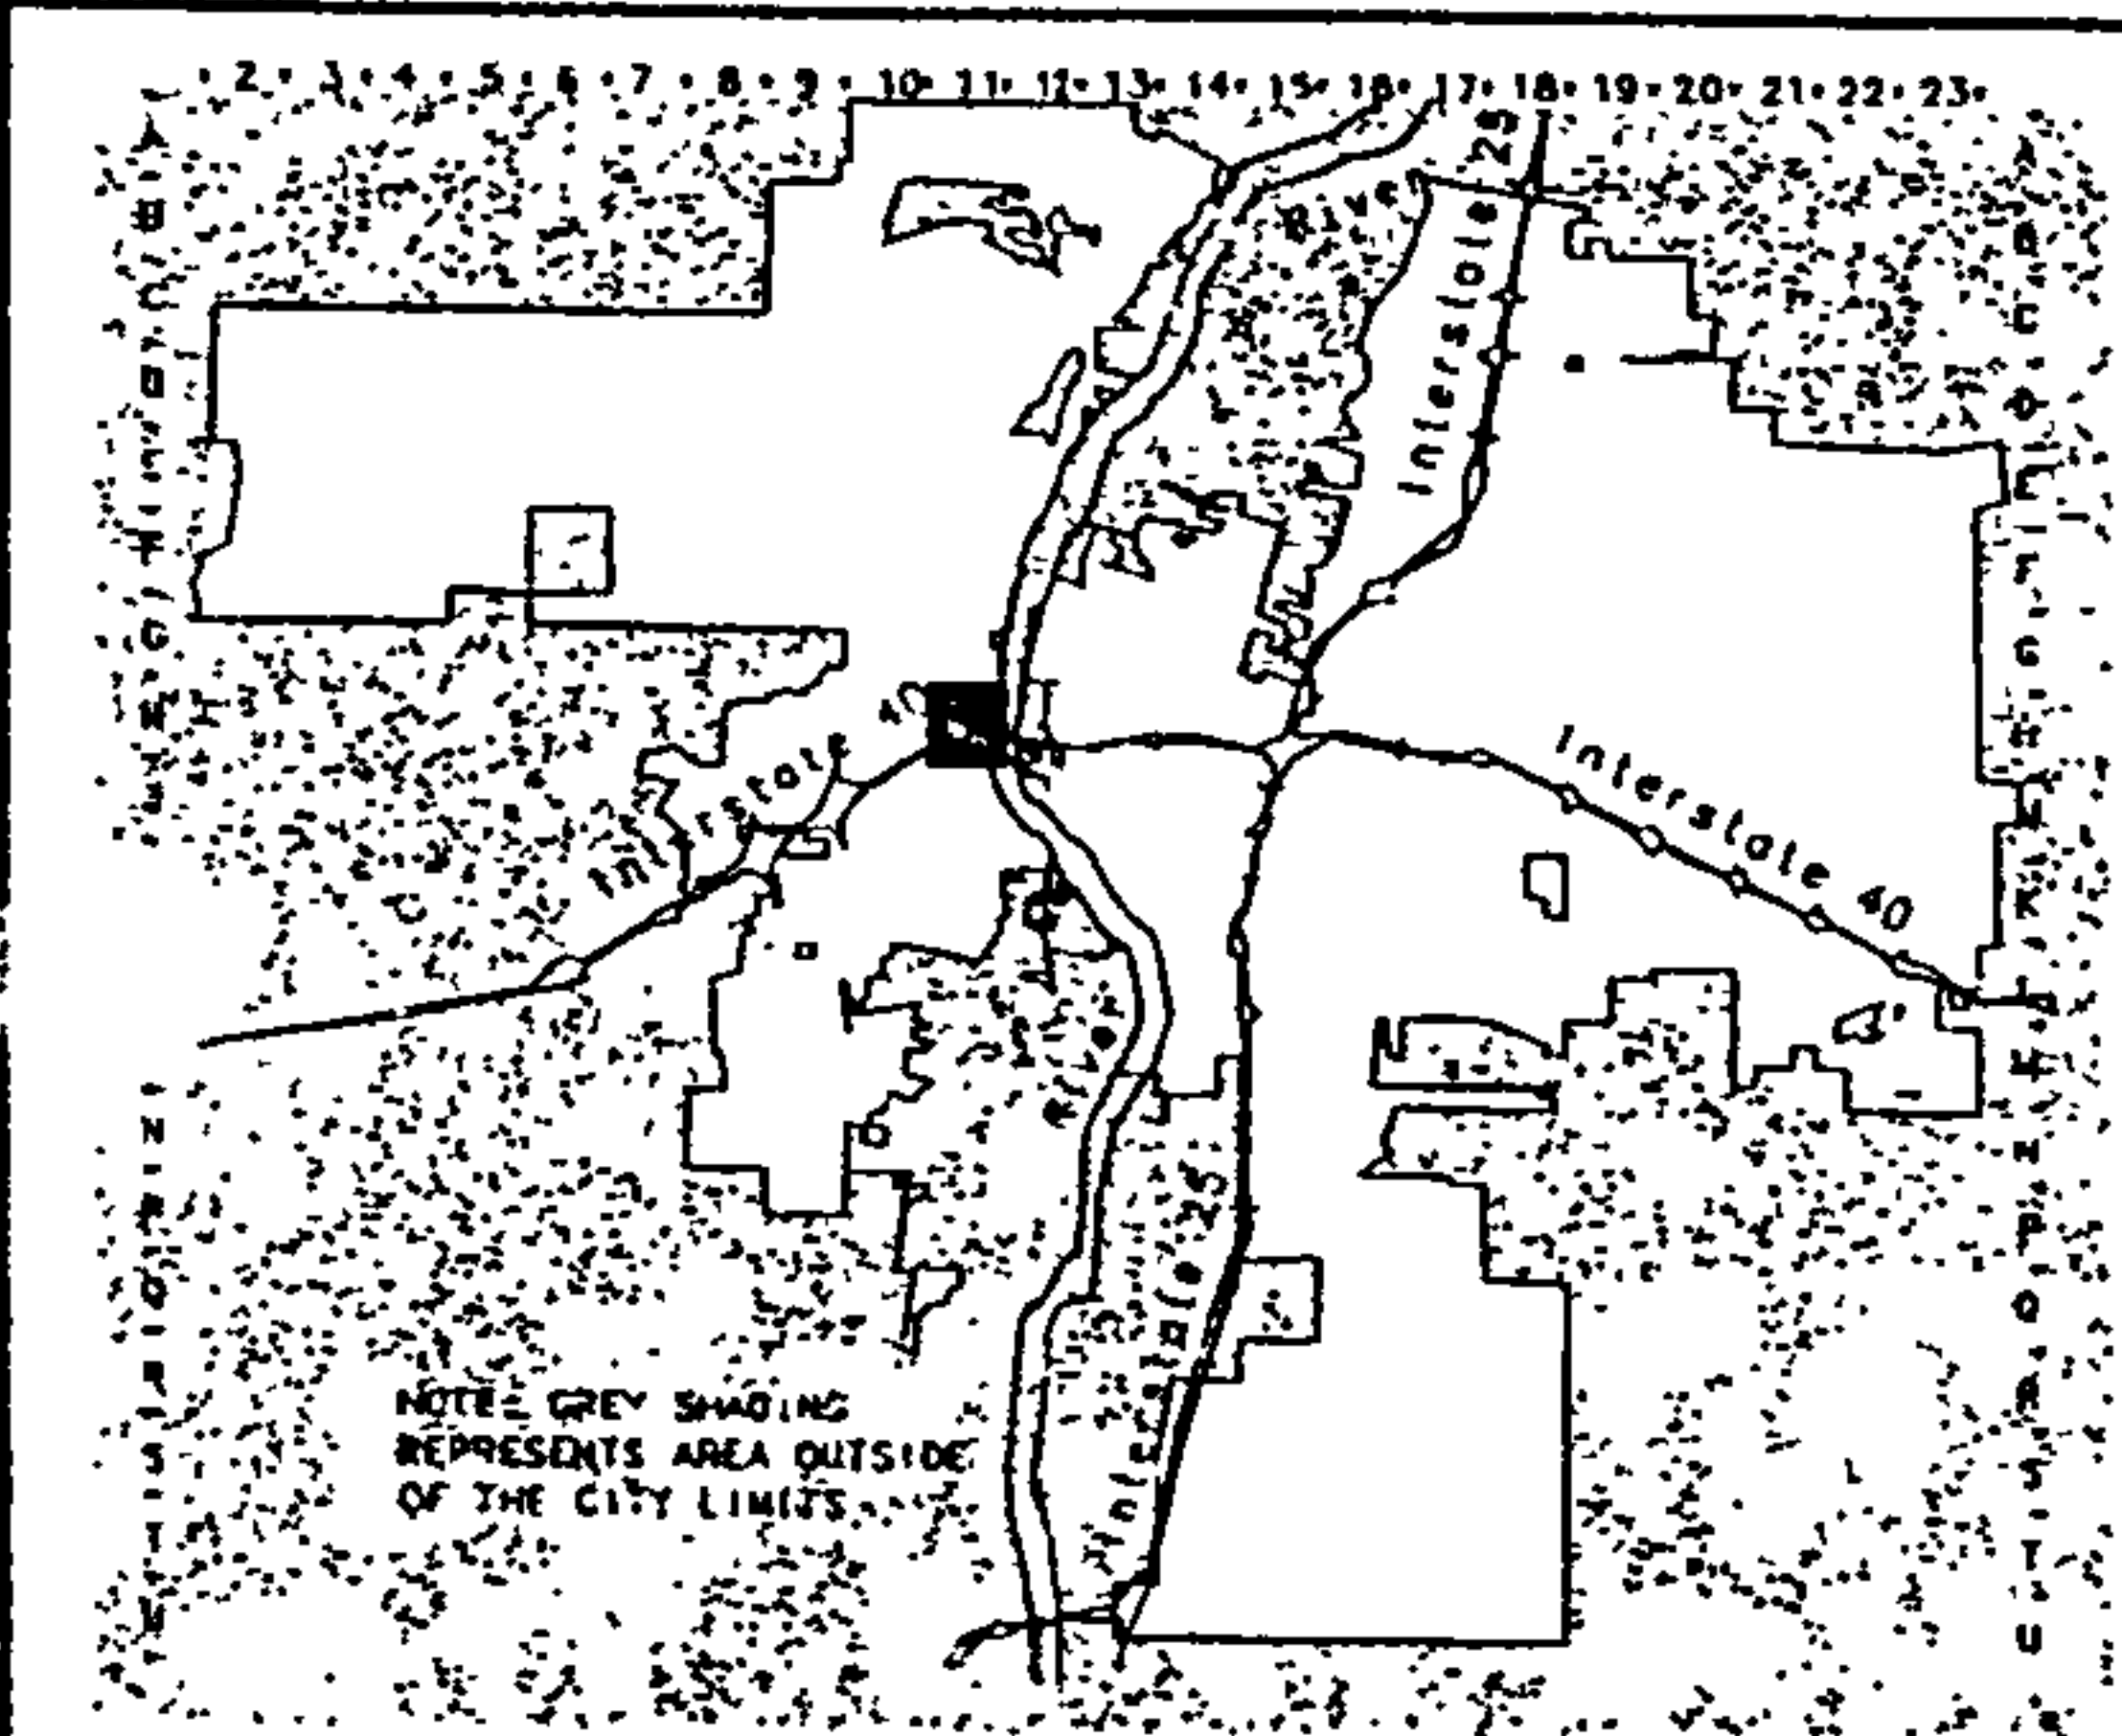 2 3 4 5 6 7 8 9 10 11 12 13 14 15 16 17 18 19 20 21 22 23
A
B
C
D
E
F
G
H
N
P
Q
R
S
T
U
River
Interstate 25
Interstate 40
Interstate 40
River
Interstate 25
A
B
C
D
E
F
G
H
J
K
L
M
N
P
Q
R
S
T
U
NOTE GREY SHADING
REPRESENTS AREA OUTSIDE
OF THE CITY LIMITS